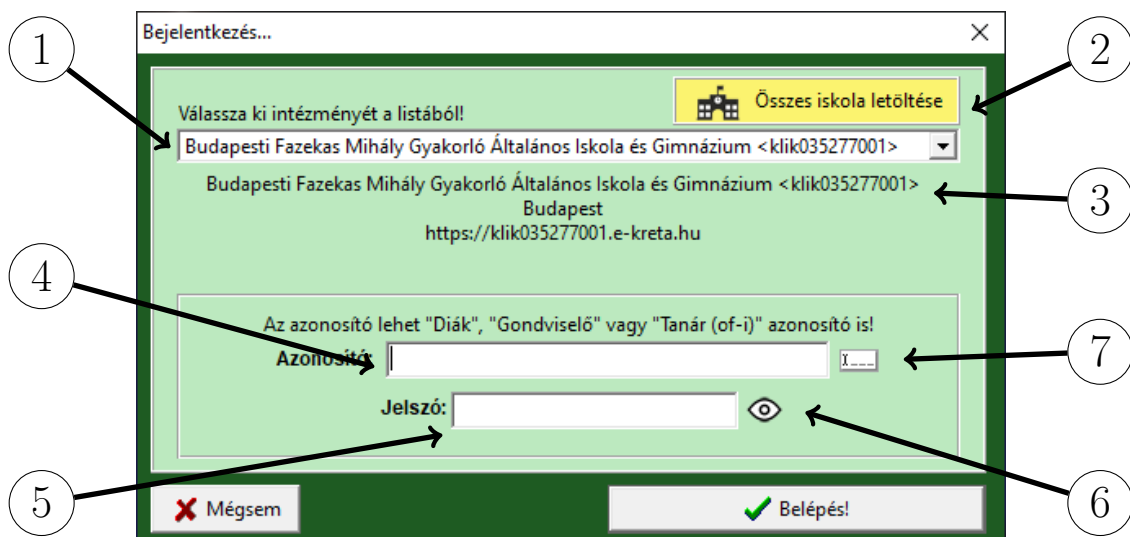 Bejelentkezés...
1
2
Összes iskola letöltése
Válassza ki intézményét a listából!
Budapesti Fazekas Mihály Gyakorló Általános Iskola és Gimnázium <klik035277001>
Budapesti Fazekas Mihály Gyakorló Általános Iskola és Gimnázium <klik035277001>
3
Budapest
https://klik035277001.e-kreta.hu
4
Az azonosító lehet "Diák", "Gondviselő" vagy "Tanár (of-i)" azonosító is!
Azonosító:
7
Jelszó:
5
6
Mégsem
Belépés!